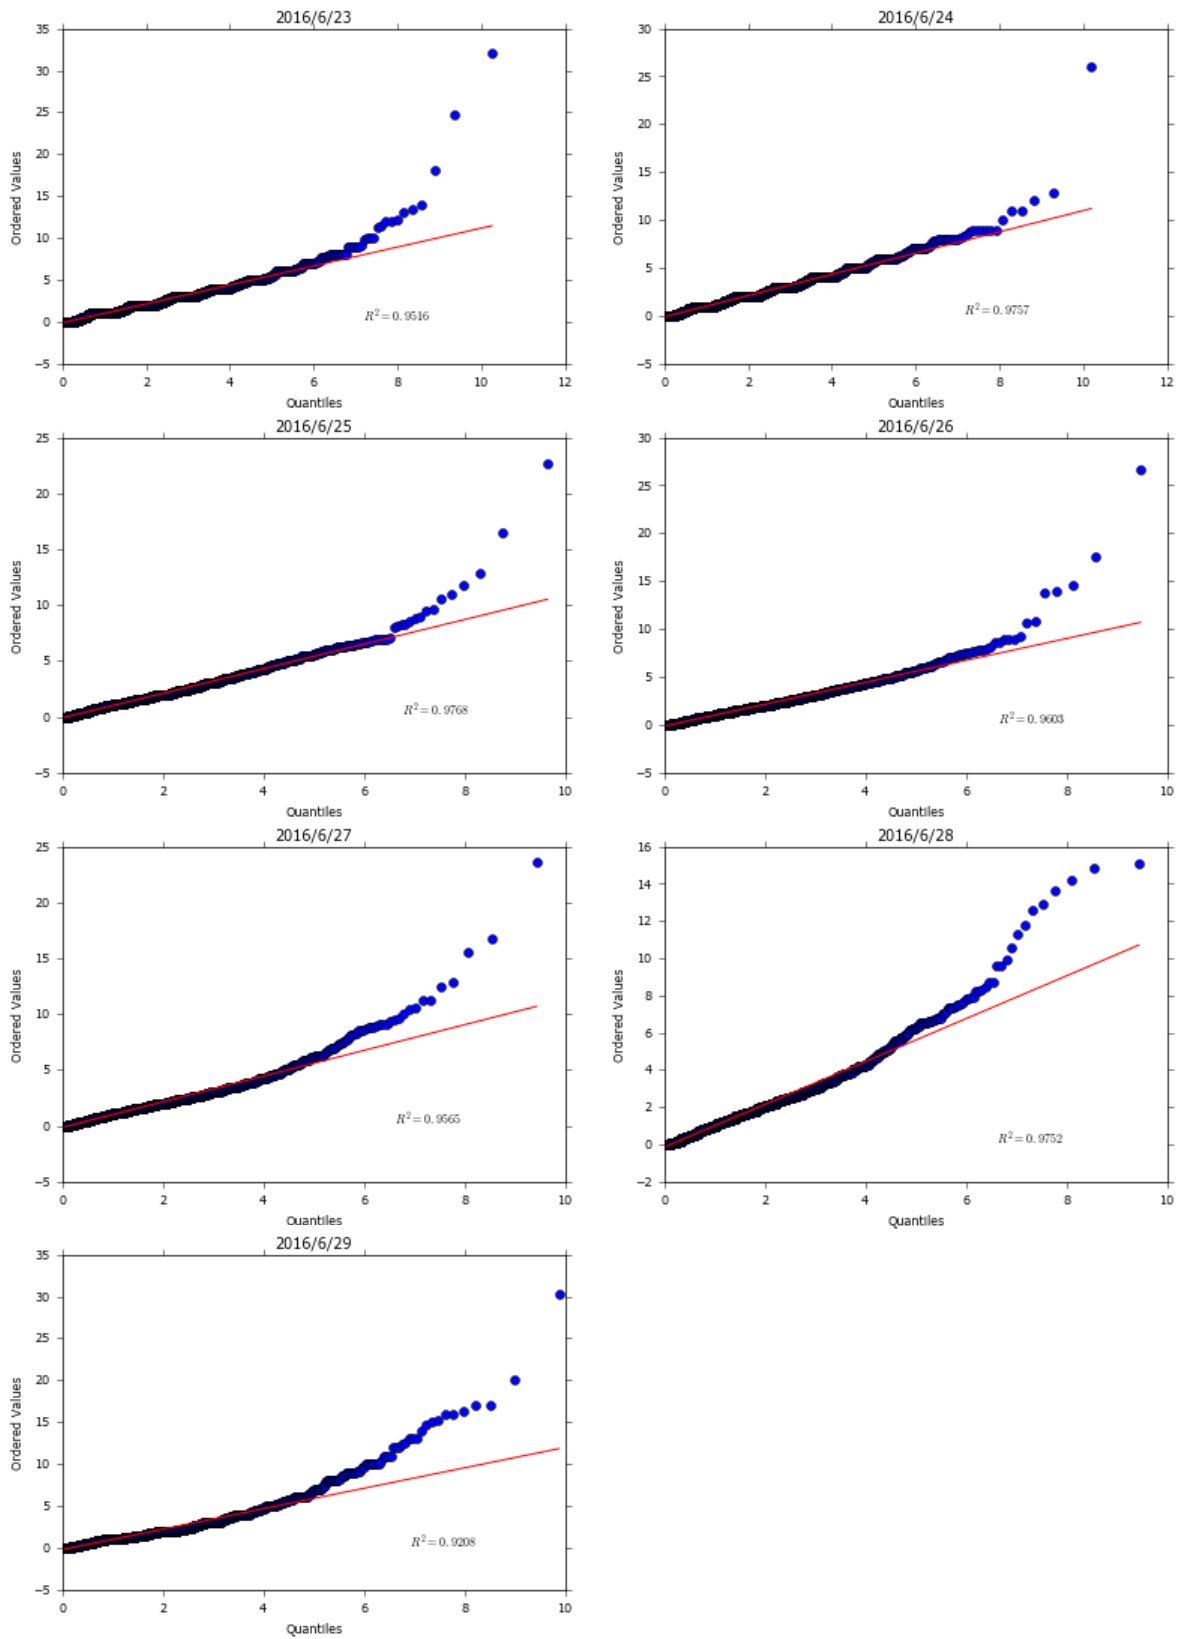 2016/6/23
35
30
25
20
15
10
5
0
−5
Ordered Values
R² = 0.9516
0 2 4 6 8 10 12
Quantiles
2016/6/24
30
25
20
15
10
5
0
−5
Ordered Values
R² = 0.9757
0 2 4 6 8 10 12
Quantiles
2016/6/25
25
20
15
10
5
0
−5
Ordered Values
R² = 0.9768
0 2 4 6 8 10
Quantiles
2016/6/26
30
25
20
15
10
5
0
−5
Ordered Values
R² = 0.9603
0 2 4 6 8 10
Quantiles
2016/6/27
25
20
15
10
5
0
−5
Ordered Values
R² = 0.9565
0 2 4 6 8 10
Quantiles
2016/6/28
16
14
12
10
8
6
4
2
0
−2
Ordered Values
R² = 0.9752
0 2 4 6 8 10
Quantiles
2016/6/29
35
30
25
20
15
10
5
0
−5
Ordered Values
R² = 0.9208
0 2 4 6 8 10
Quantiles